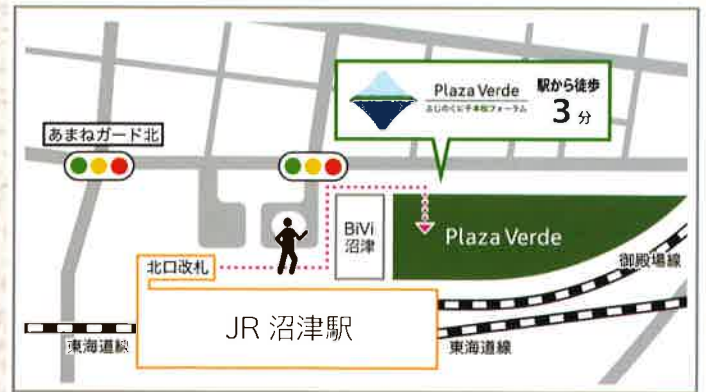 Plaza Verde
ふじのくに千本松フォーラム
駅から徒歩
3分
あまねガード北
BiVi
沼津
Plaza Verde
御殿場線
北口改札
JR 沼津駅
東海道線
東海道線